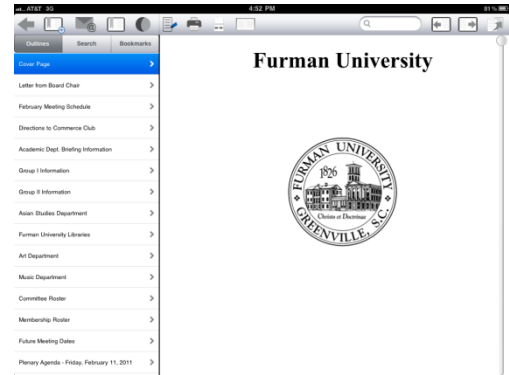 AT&T 3G
4:52 PM
81%
Outlines
Search
Bookmarks
Cover Page
Letter from Board Chair
February Meeting Schedule
Directions to Commerce Club
Academic Dept. Briefing Information
Group I Information
Group II Information
Asian Studies Department
Furman University Libraries
Art Department
Music Department
Committee Roster
Membership Roster
Future Meeting Dates
Plenary Agenda - Friday, February 11, 2011
Furman University
FURMAN UNIVERSITY
1826
Christo et Doctrinae
GREENVILLE, S.C.